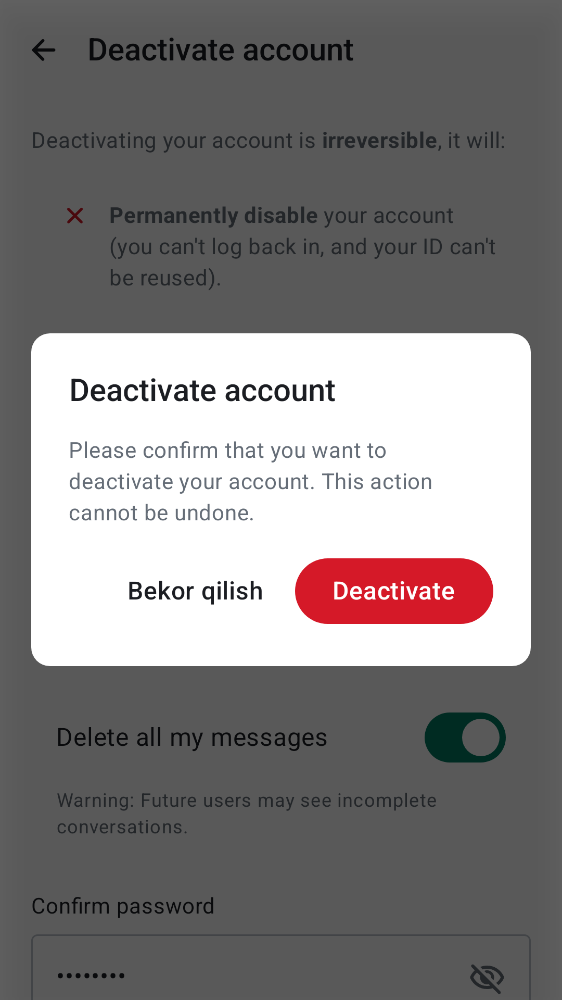 Deactivate account
Deactivating your account is irreversible, it will:
Permanently disable your account
(you can't log back in, and your ID can't
be reused).
Deactivate account
Please confirm that you want to
deactivate your account. This action
cannot be undone.
Bekor qilish
Deactivate
Delete all my messages
Warning: Future users may see incomplete
conversations.
Confirm password
••••••••